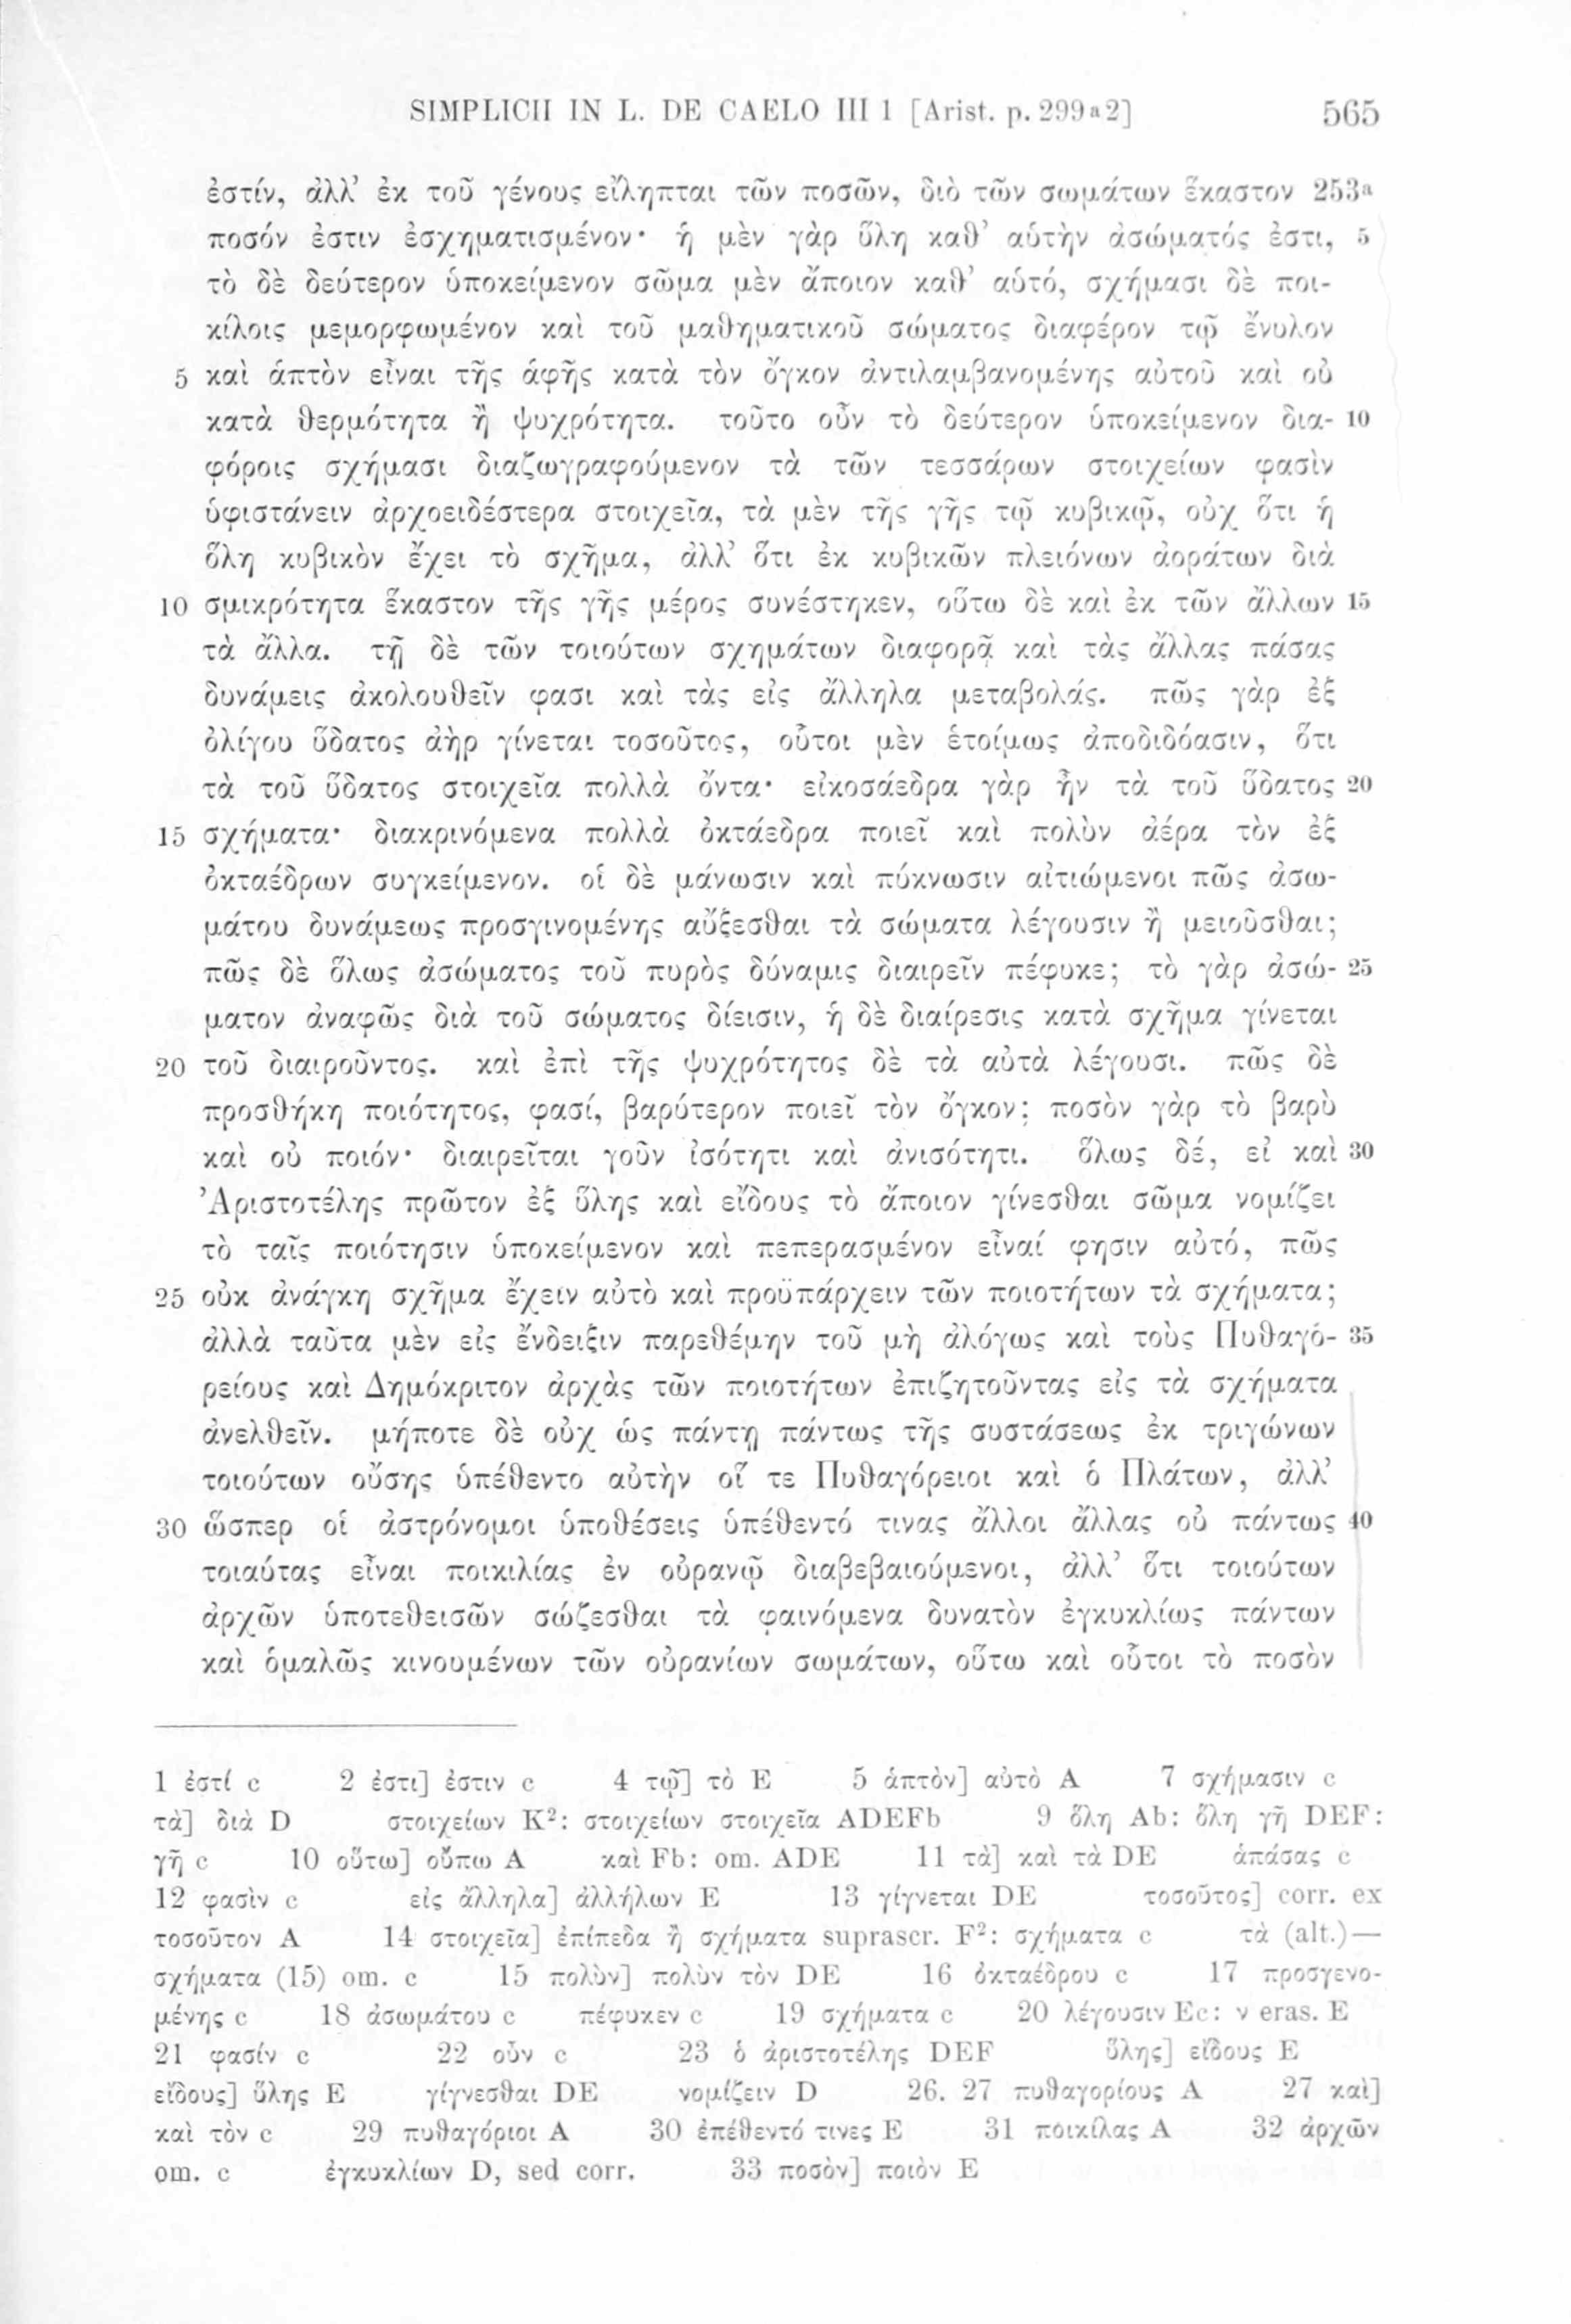 SIMPLICII IN L. DE CAELO III 1 [Arist. p. 299a2] 565
ἐστίν, ἀλλ’ ἐκ τοῦ γένους εἴληπται τῶν ποσῶν, διὸ τῶν σωμάτων ἕκαστον 253a
ποσόν ἐστιν ἐσχηματισμένον· ἡ μὲν γὰρ ὕλη καθ’ αὑτὴν ἀσώματός ἐστι, 5
τὸ δὲ δεύτερον ὑποκείμενον σῶμα μὲν ἄποιον καθ’ αὑτό, σχήμασι δὲ ποι-
κίλοις μεμορφωμένον καὶ τοῦ μαθηματικοῦ σώματος διαφέρον τῷ ἔνυλον
5 καὶ ἁπτὸν εἶναι τῆς ἁφῆς κατὰ τὸν ὄγκον ἀντιλαμβανομένης αὐτοῦ καὶ οὐ
κατὰ θερμότητα ἢ ψυχρότητα. τοῦτο οὖν τὸ δεύτερον ὑποκείμενον δια- 10
φόροις σχήμασι διαζωγραφούμενον τὰ τῶν τεσσάρων στοιχείων φασὶν
ὑφιστάνειν ἀρχοειδέστερα στοιχεῖα, τὰ μὲν τῆς γῆς τῷ κυβικῷ, οὐχ ὅτι ἡ
ὅλη κυβικὸν ἔχει τὸ σχῆμα, ἀλλ’ ὅτι ἐκ κυβικῶν πλειόνων ἀοράτων διὰ
10 σμικρότητα ἕκαστον τῆς γῆς μέρος συνέστηκεν, οὕτω δὲ καὶ ἐκ τῶν ἄλλων 15
τὰ ἄλλα. τῇ δὲ τῶν τοιούτων σχημάτων διαφορᾷ καὶ τὰς ἄλλας πάσας
δυνάμεις ἀκολουθεῖν φασι καὶ τὰς εἰς ἄλληλα μεταβολάς. πῶς γὰρ ἐξ
ὀλίγου ὕδατος ἀὴρ γίνεται τοσοῦτος, οὗτοι μὲν ἑτοίμως ἀποδιδόασιν, ὅτι
τὰ τοῦ ὕδατος στοιχεῖα πολλὰ ὄντα· εἰκοσάεδρα γὰρ ἦν τὰ τοῦ ὕδατος 20
15 σχήματα· διακρινόμενα πολλὰ ὀκτάεδρα ποιεῖ καὶ πολὺν ἀέρα τὸν ἐξ
ὀκταέδρων συγκείμενον. οἱ δὲ μάνωσιν καὶ πύκνωσιν αἰτιώμενοι πῶς ἀσω-
μάτου δυνάμεως προσγινομένης αὔξεσθαι τὰ σώματα λέγουσιν ἢ μειοῦσθαι;
πῶς δὲ ὅλως ἀσώματος τοῦ πυρὸς δύναμις διαιρεῖν πέφυκε; τὸ γὰρ ἀσώ- 25
ματον ἀναφῶς διὰ τοῦ σώματος δίεισιν, ἡ δὲ διαίρεσις κατὰ σχῆμα γίνεται
20 τοῦ διαιροῦντος. καὶ ἐπὶ τῆς ψυχρότητος δὲ τὰ αὐτὰ λέγουσι. πῶς δὲ
προσθήκη ποιότητος, φασί, βαρύτερον ποιεῖ τὸν ὄγκον; ποσὸν γὰρ τὸ βαρὺ
καὶ οὐ ποιόν· διαιρεῖται γοῦν ἰσότητι καὶ ἀνισότητι. ὅλως δέ, εἰ καὶ 30
Ἀριστοτέλης πρῶτον ἐξ ὕλης καὶ εἴδους τὸ ἄποιον γίνεσθαι σῶμα νομίζει
τὸ ταῖς ποιότησιν ὑποκείμενον καὶ πεπερασμένον εἶναί φησιν αὐτό, πῶς
25 οὐκ ἀνάγκη σχῆμα ἔχειν αὐτὸ καὶ προϋπάρχειν τῶν ποιοτήτων τὰ σχήματα;
ἀλλὰ ταῦτα μὲν εἰς ἔνδειξιν παρεθέμην τοῦ μὴ ἀλόγως καὶ τοὺς Πυθαγο- 35
ρείους καὶ Δημόκριτον ἀρχὰς τῶν ποιοτήτων ἐπιζητοῦντας εἰς τὰ σχήματα
ἀνελθεῖν. μήποτε δὲ οὐχ ὡς πάντῃ πάντως τῆς συστάσεως ἐκ τριγώνων
τοιούτων οὔσης ὑπέθεντο αὐτὴν οἵ τε Πυθαγόρειοι καὶ ὁ Πλάτων, ἀλλ’
30 ὥσπερ οἱ ἀστρόνομοι ὑποθέσεις ὑπέθεντό τινας ἄλλοι ἄλλας οὐ πάντως 40
τοιαύτας εἶναι ποικιλίας ἐν οὐρανῷ διαβεβαιούμενοι, ἀλλ’ ὅτι τοιούτων
ἀρχῶν ὑποτεθεισῶν σώζεσθαι τὰ φαινόμενα δυνατὸν ἐγκυκλίως πάντων
καὶ ὁμαλῶς κινουμένων τῶν οὐρανίων σωμάτων, οὕτω καὶ οὗτοι τὸ ποσὸν
1 ἐστί c 2 ἐστι] ἐστιν c 4 τῷ] τὸ E 5 ἁπτὸν] αὐτὸ A 7 σχήμασιν c
τὰ] διὰ D στοιχείων K²: στοιχείων στοιχεῖα ADEFb 9 ὅλη Ab: ὅλη γῆ DEF:
γῆ c 10 οὕτω] οὔπω A καὶ Fb: om. ADE 11 τὰ] καὶ τὰ DE ἁπάσας c
12 φασὶν c εἰς ἄλληλα] ἀλλήλων E 13 γίγνεται DE τοσοῦτος] corr. ex
τοσοῦτον A 14 στοιχεῖα] ἐπίπεδα ἢ σχήματα suprascr. F²: σχήματα c τὰ (alt.)—
σχήματα (15) om. c 15 πολὺν] πολὺν τὸν DE 16 ὀκταέδρου c 17 προσγενο-
μένης c 18 ἀσωμάτου c πέφυκεν c 19 σχήματα c 20 λέγουσιν Ec: ν eras. E
21 φασίν c 22 οὖν c 23 ὁ ἀριστοτέλης DEF ὕλης] εἴδους E
εἴδους] ὕλης E γίγνεσθαι DE νομίζειν D 26. 27 πυθαγορίους A 27 καὶ]
καὶ τὸν c 29 πυθαγόριοι A 30 ἐπέθεντό τινες E 31 ποικίλας A 32 ἀρχῶν
om. c ἐγκυκλίων D, sed corr. 33 ποσὸν] ποιὸν E